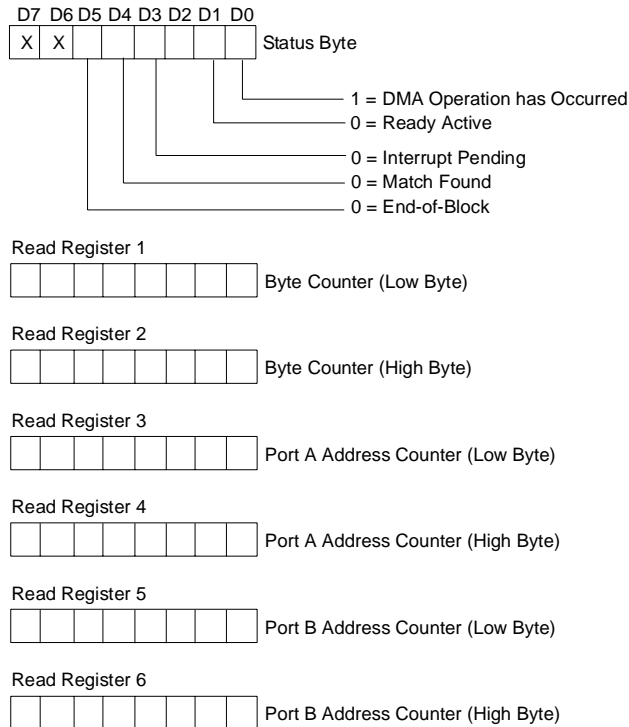 D7 D6 D5 D4 D3 D2 D1 D0
X X Status Byte
1 = DMA Operation has Occurred
0 = Ready Active
0 = Interrupt Pending
0 = Match Found
0 = End-of-Block
Read Register 1
Byte Counter (Low Byte)
Read Register 2
Byte Counter (High Byte)
Read Register 3
Port A Address Counter (Low Byte)
Read Register 4
Port A Address Counter (High Byte)
Read Register 5
Port B Address Counter (Low Byte)
Read Register 6
Port B Address Counter (High Byte)